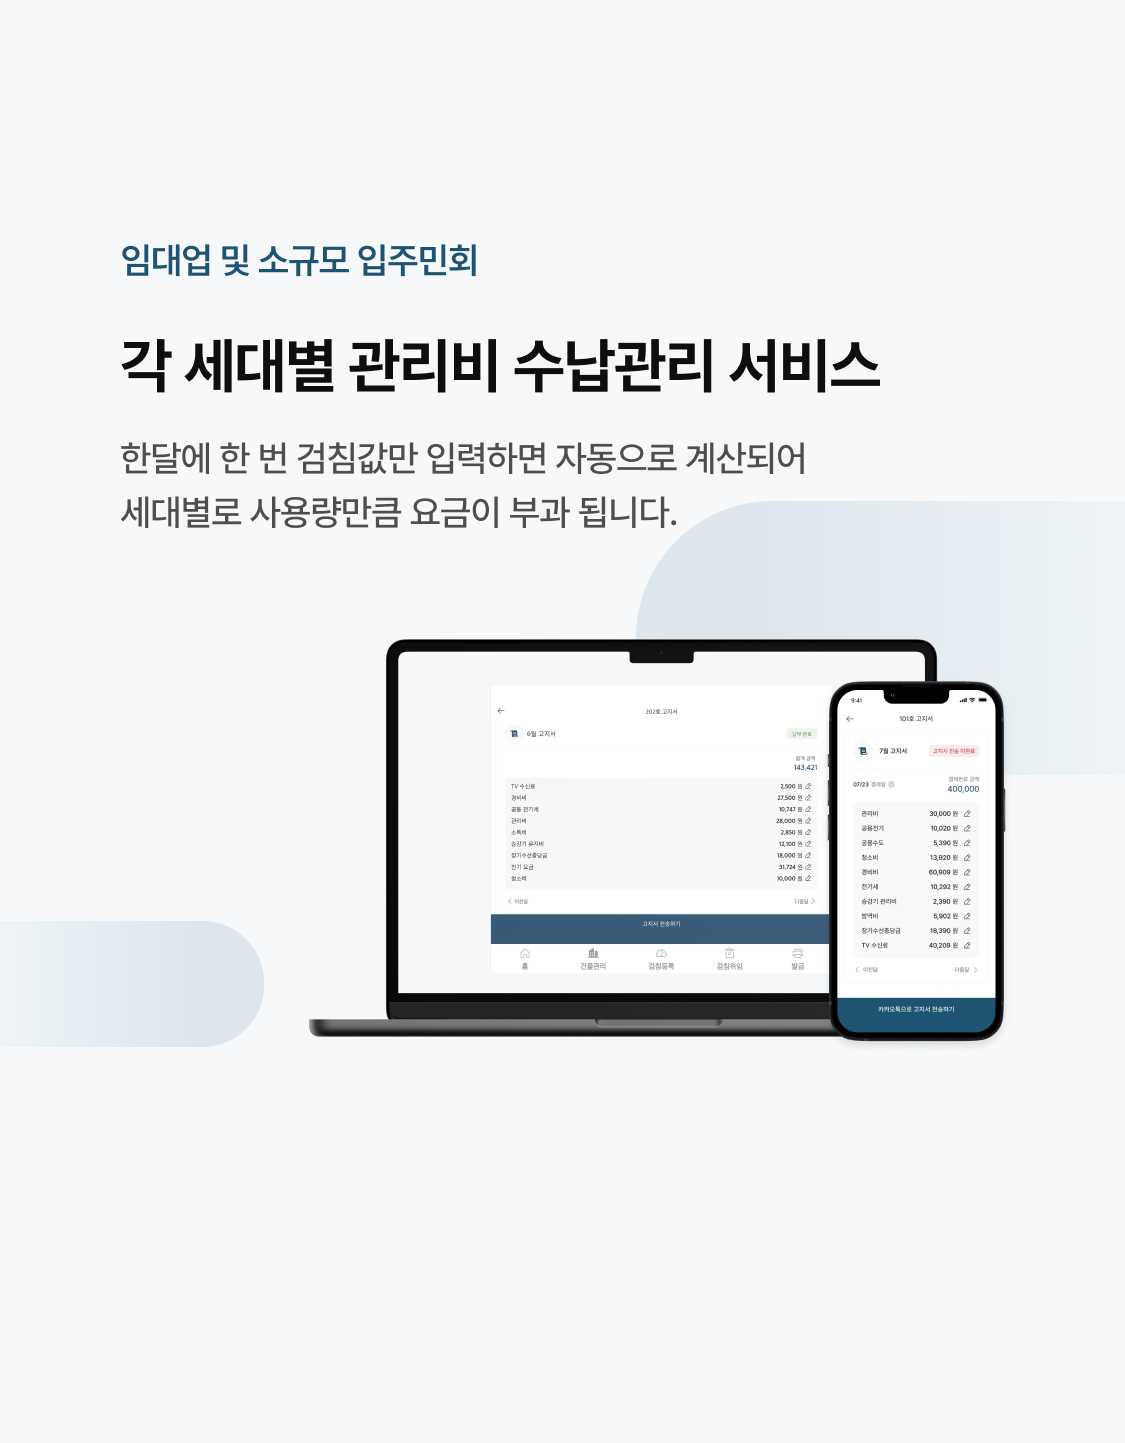 임대업 및 소규모 입주민회
각 세대별 관리비 수납관리 서비스
한달에 한 번 검침값만 입력하면 자동으로 계산되어
세대별로 사용량만큼 요금이 부과 됩니다.
202호 고지서
6월 고지서
납부 완료
합계 금액
143,421
TV 수신료 2,500 원
경비비 27,500 원
공동 전기세 10,747 원
관리비 28,000 원
소독비 2,850 원
승강기 유지비 12,100 원
장기수선충당금 18,000 원
전기 요금 31,724 원
청소비 10,000 원
이전달 다음달
고지서 전송하기
홈 건물관리 검침등록 검침위임 발급
9:41
101호 고지서
7월 고지서
고지서 전송 미완료
결제완료 금액
07/23 결제일
400,000
관리비 30,000 원
공용전기 10,020 원
공용수도 5,390 원
청소비 13,920 원
경비비 60,909 원
전기세 10,292 원
승강기 관리비 2,390 원
방역비 5,902 원
장기수선충당금 18,390 원
TV 수신료 40,209 원
이전달 다음달
카카오톡으로 고지서 전송하기